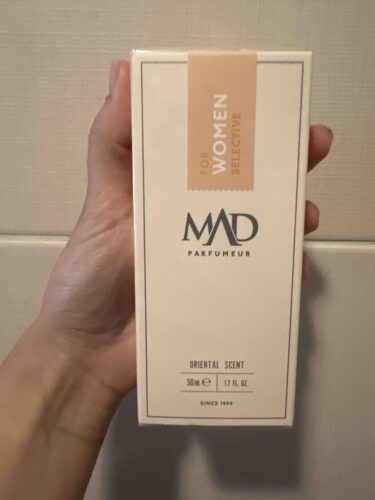 FOR
WOMEN
SELECTIVE
MAD
PARFUMEUR
ORIENTAL SCENT
50 ML ℮ 1.7 FL. OZ.
SINCE 1999